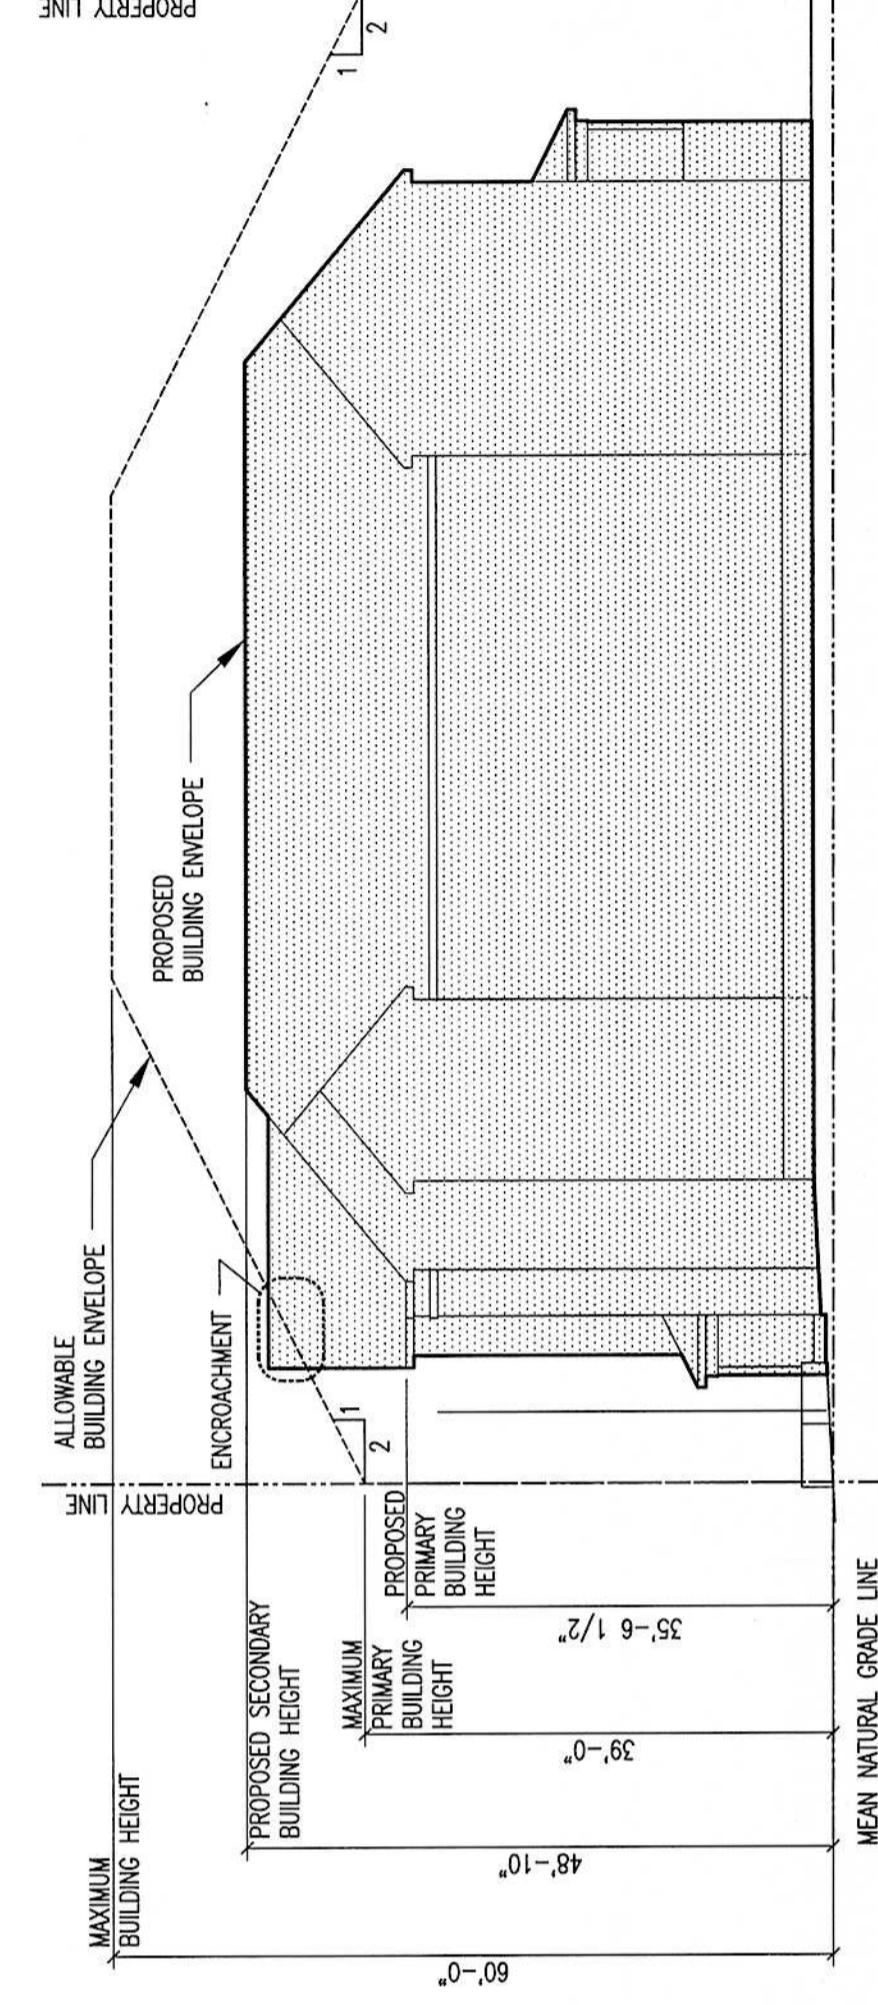 MAXIMUM
BUILDING HEIGHT
60'-0"
PROPOSED SECONDARY
BUILDING HEIGHT
48'-10"
MAXIMUM
PRIMARY
BUILDING
HEIGHT
39'-0"
PROPOSED
PRIMARY
BUILDING
HEIGHT
35'-6 1/2"
MEAN NATURAL GRADE LINE
PROPERTY LINE
ALLOWABLE
BUILDING ENVELOPE
ENCROACHMENT
1
2
PROPOSED
BUILDING ENVELOPE
1
2
PROPERTY LINE